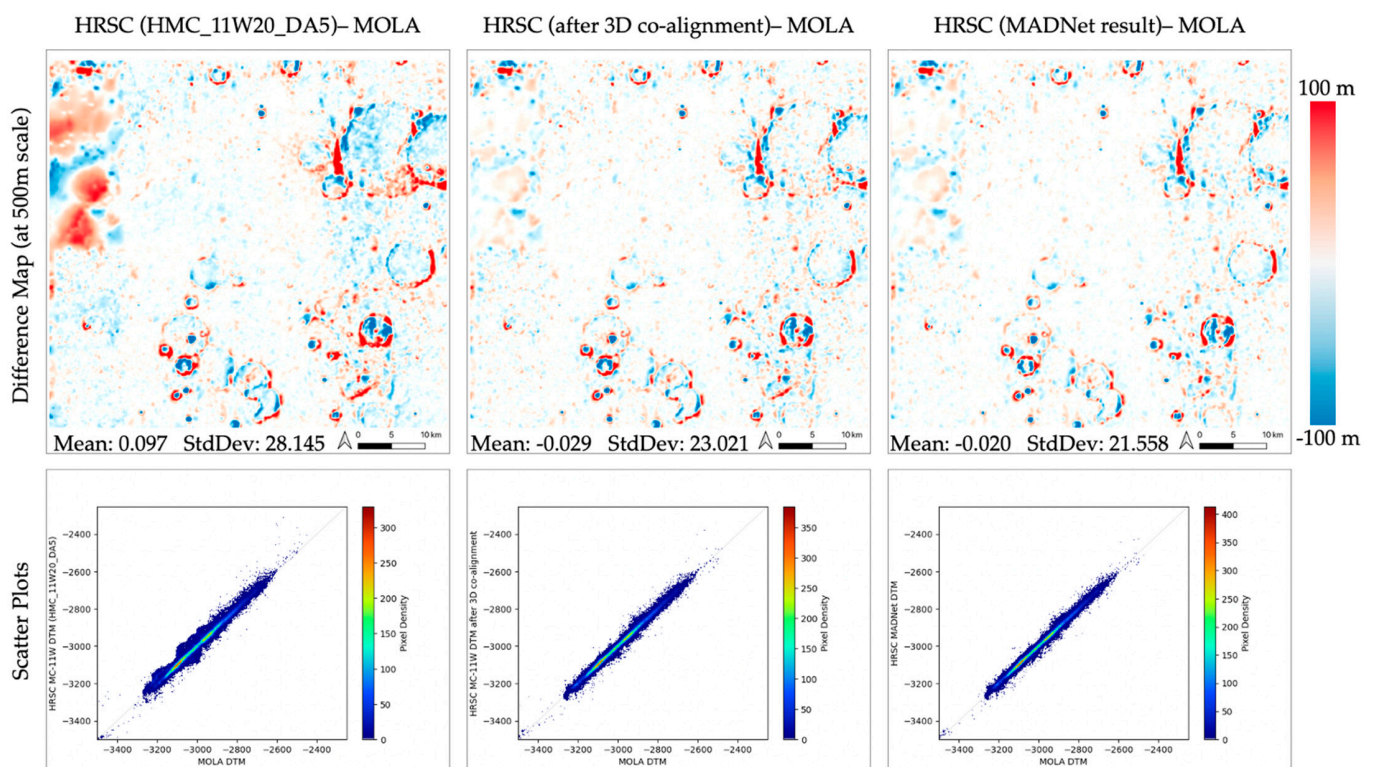 HRSC (HMC_11W20_DA5)– MOLA
HRSC (after 3D co-alignment)– MOLA
HRSC (MADNet result)– MOLA
Difference Map (at 500m scale)
100 m
-100 m
Mean: 0.097 StdDev: 28.145
0 5 10 km
Mean: -0.029 StdDev: 23.021
0 5 10 km
Mean: -0.020 StdDev: 21.558
0 5 10 km
Scatter Plots
HRSC MC-11W DTM (HMC_11W20_DA5)
−2400
−2600
−2800
−3000
−3200
−3400
−3400 −3200 −3000 −2800 −2600 −2400
MOLA DTM
300
250
200
150
100
50
0
Pixel Density
HRSC MC-11W DTM after 3D co-alignment
−2400
−2600
−2800
−3000
−3200
−3400
−3400 −3200 −3000 −2800 −2600 −2400
MOLA DTM
350
300
250
200
150
100
50
0
Pixel Density
HRSC MADNet DTM
−2400
−2600
−2800
−3000
−3200
−3400
−3400 −3200 −3000 −2800 −2600 −2400
MOLA DTM
400
350
300
250
200
150
100
50
0
Pixel Density